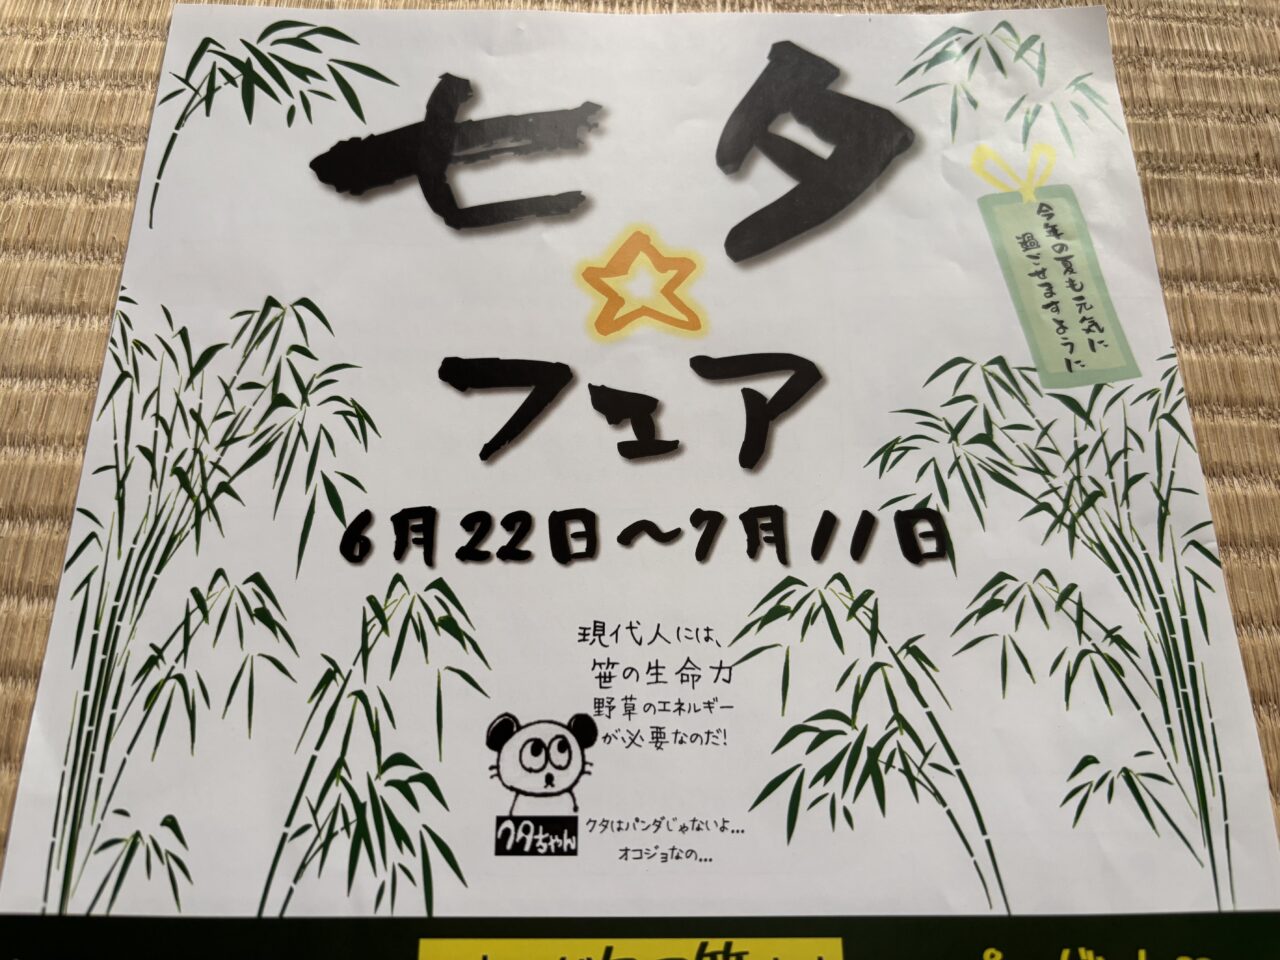 七夕
☆
フェア
今年の夏も元気に
過ごせますように
6月22日～7月11日
現代人には、
笹の生命力
野草のエネルギー
が必要なのだ!
クタちゃん
クタはパンダじゃないよ...
オコジョなの...